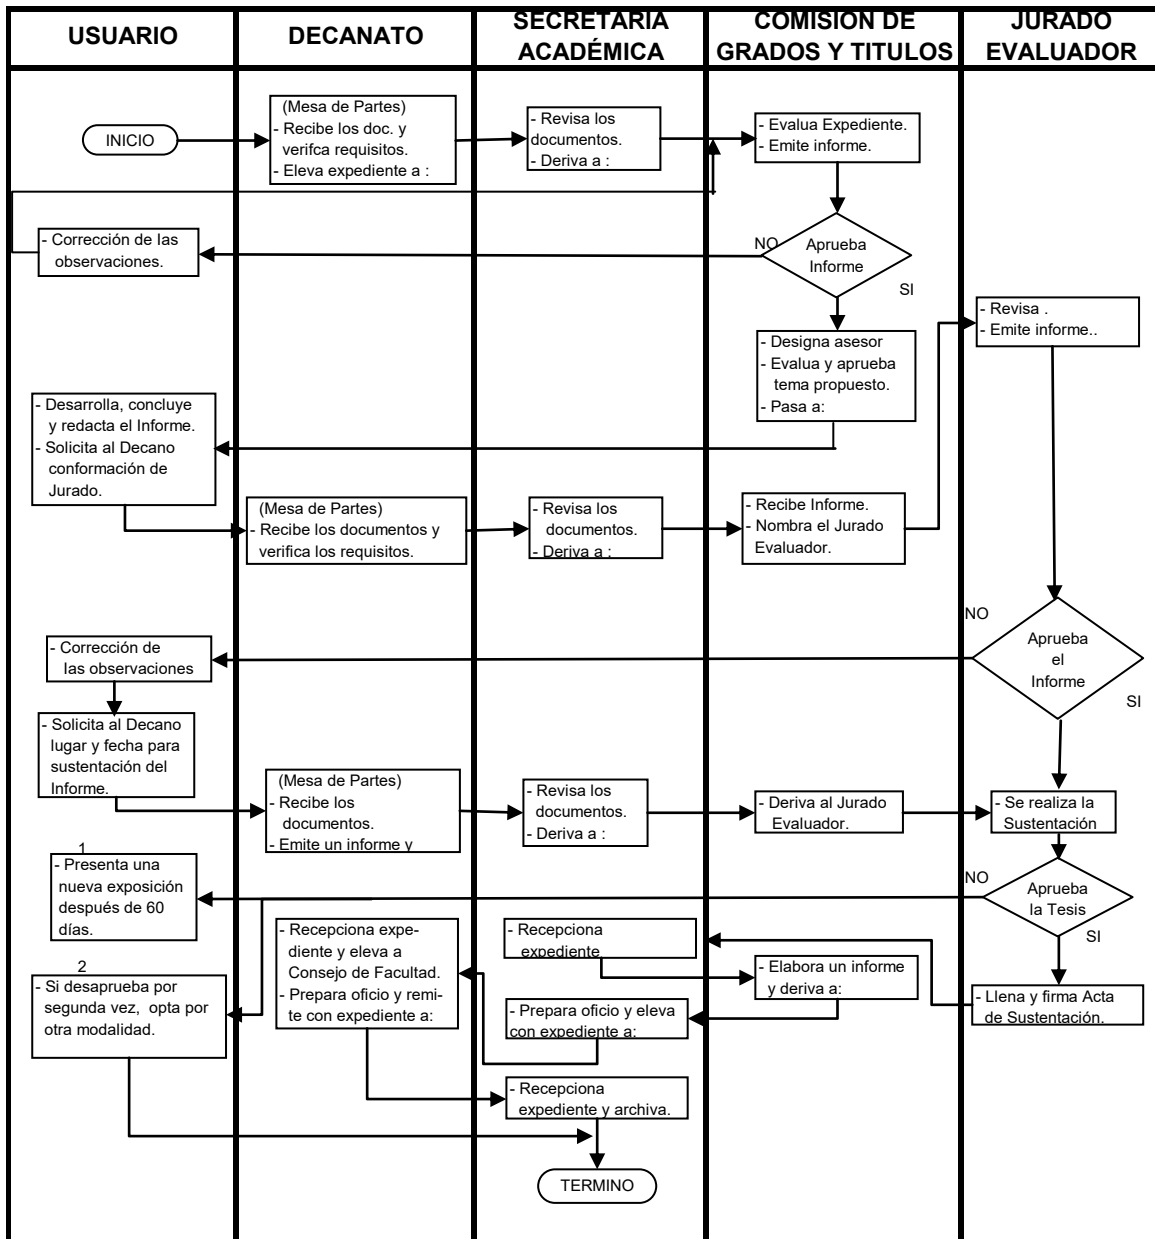 USUARIO
DECANATO
SECRETARIA
ACADÉMICA
COMISION DE
GRADOS Y TITULOS
JURADO
EVALUADOR
INICIO
(Mesa de Partes)
- Recibe los doc. y
verifca requisitos.
- Eleva expediente a :
- Revisa los
documentos.
- Deriva a :
- Evalua Expediente.
- Emite informe.
- Corrección de las
observaciones.
NO
Aprueba
Informe
SI
- Revisa .
- Emite informe..
- Designa asesor
- Evalua y aprueba
tema propuesto.
- Pasa a:
- Desarrolla, concluye
y redacta el Informe.
- Solicita al Decano
conformación de
Jurado.
(Mesa de Partes)
- Recibe los documentos y
verifica los requisitos.
- Revisa los
documentos.
- Deriva a :
- Recibe Informe.
- Nombra el Jurado
Evaluador.
NO
Aprueba
el
Informe
SI
- Corrección de
las observaciones
- Solicita al Decano
lugar y fecha para
sustentación del
Informe.
(Mesa de Partes)
- Recibe los
documentos.
- Emite un informe y
- Revisa los
documentos.
- Deriva a :
- Deriva al Jurado
Evaluador.
- Se realiza la
Sustentación
1
- Presenta una
nueva exposición
después de 60
días.
NO
Aprueba
la Tesis
SI
- Recepciona expe-
diente y eleva a
Consejo de Facultad.
- Prepara oficio y remi-
te con expediente a:
- Recepciona
expediente
- Elabora un informe
y deriva a:
- Llena y firma Acta
de Sustentación.
2
- Si desaprueba por
segunda vez, opta por
otra modalidad.
- Prepara oficio y eleva
con expediente a:
- Recepciona
expediente y archiva.
TERMINO